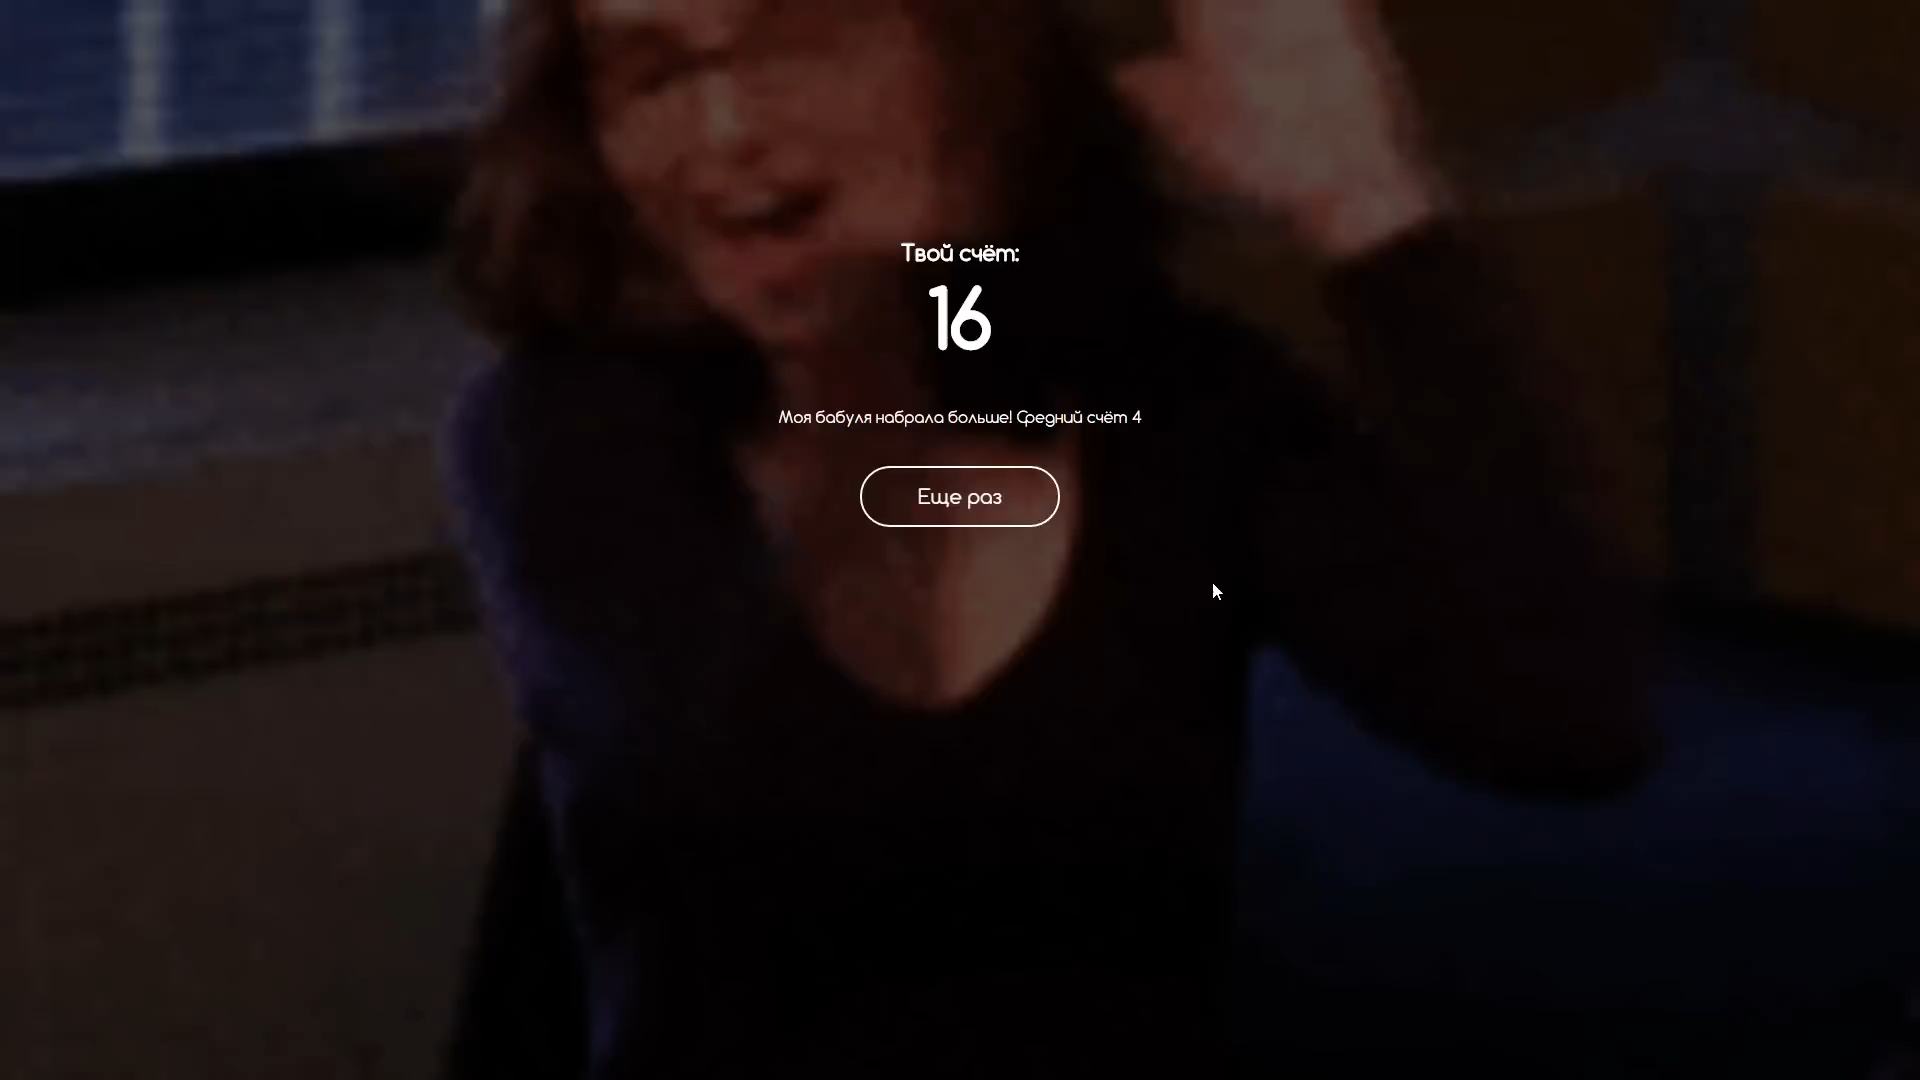 Твой счёт:
16
Моя бабуля набрала больше! Средний счёт 4
Еще раз